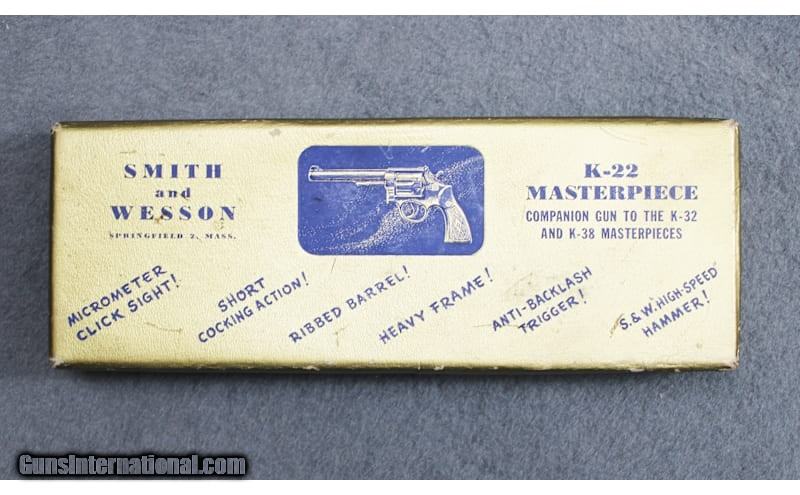 SMITH
and
WESSON
SPRINGFIELD 2, MASS.
K-22
MASTERPIECE
COMPANION GUN TO THE K-32
AND K-38 MASTERPIECES
MICROMETER
CLICK SIGHT!
SHORT
COCKING ACTION!
RIBBED BARREL!
HEAVY FRAME!
ANTI-BACKLASH
TRIGGER!
S.&W. HIGH-SPEED
HAMMER!
GunsInternational.com